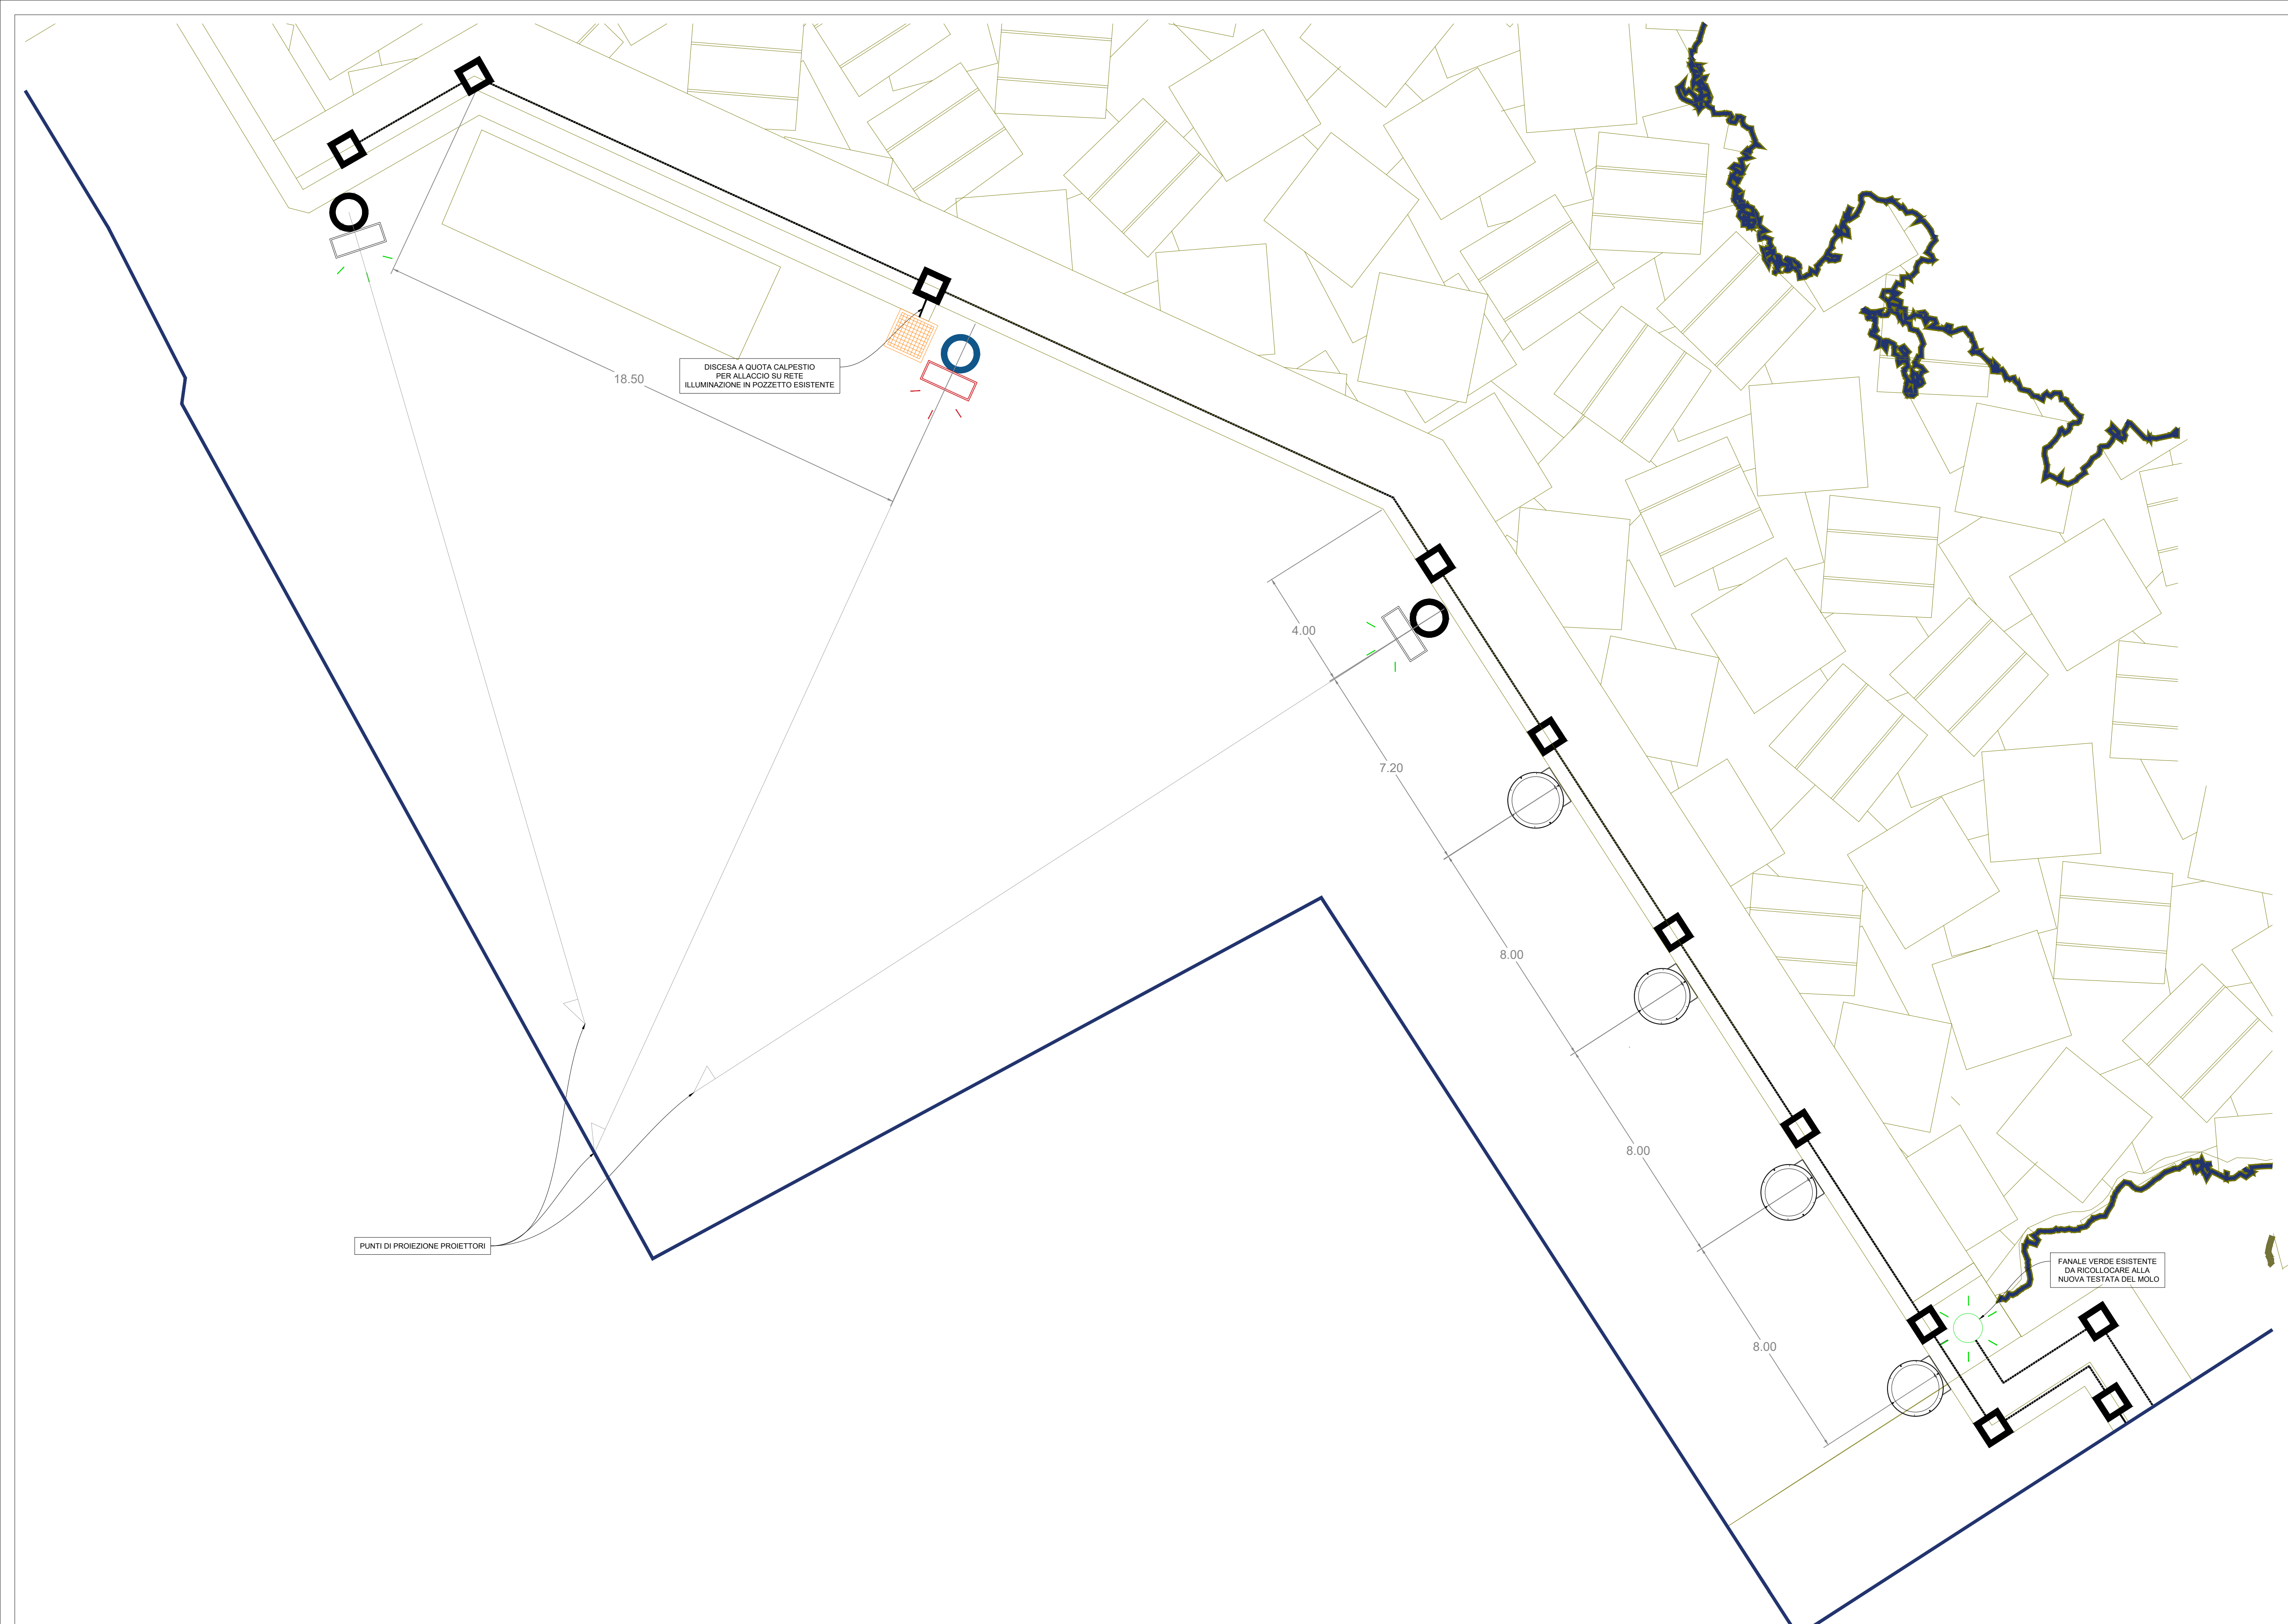 DISCESA A QUOTA CALPESTIO
PER ALLACCIO SU RETE
ILLUMINAZIONE IN POZZETTO ESISTENTE
18.50
4.00
7.20
8.00
8.00
PUNTI DI PROIEZIONE PROIETTORI
FANALE VERDE ESISTENTE
DA RICOLLOCARE ALLA
NUOVA TESTATA DEL MOLO
8.00